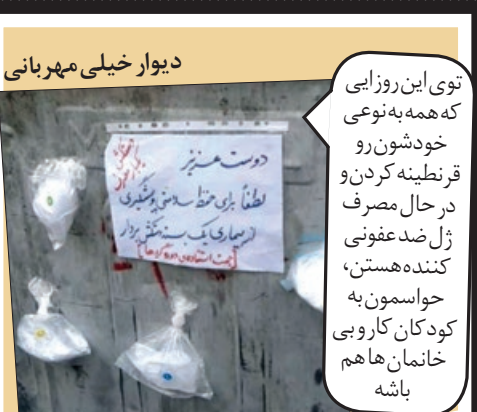 دیوار خیلی مهربانی
توی این روزایی
که همه به نوعی
خودشون رو
قرنطینه کردن و
در حال مصرف
ژل ضدعفونی
کننده هستن،
حواسمون به
کودکان کار و بی
خانمان ها هم
باشه
دوست عزیز
لطفاً برای حفظ سلامتی و پیشگیری
از بیماری یک بسته مکش بردار